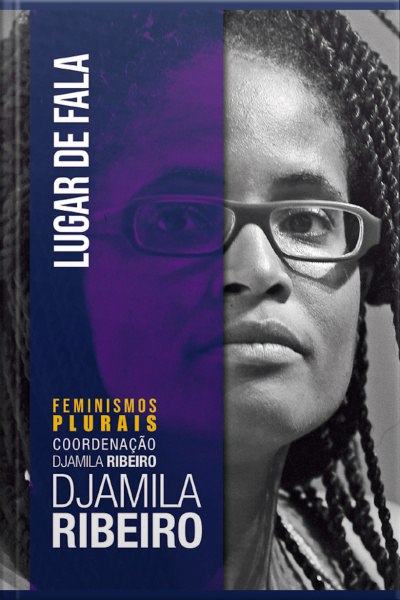 LUGAR DE FALA
FEMINISMOS
PLURAIS
COORDENAÇÃO
DJAMILA RIBEIRO
DJAMILA
RIBEIRO